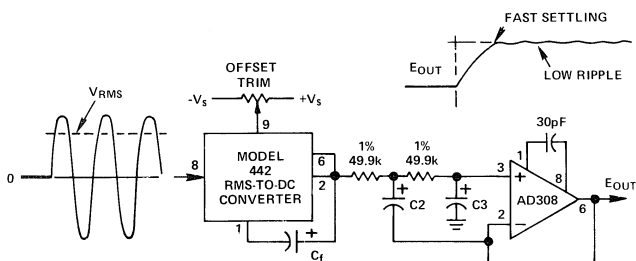 FAST SETTLING
EOUT
LOW RIPPLE
OFFSET
TRIM
-Vs
+Vs
VRMS
9
0
8
MODEL
442
RMS-TO-DC
CONVERTER
6
2
1
Cf
+
1%
49.9k
1%
49.9k
+
C2
+
C3
30pF
1
8
3
+
2
−
AD308
6
EOUT